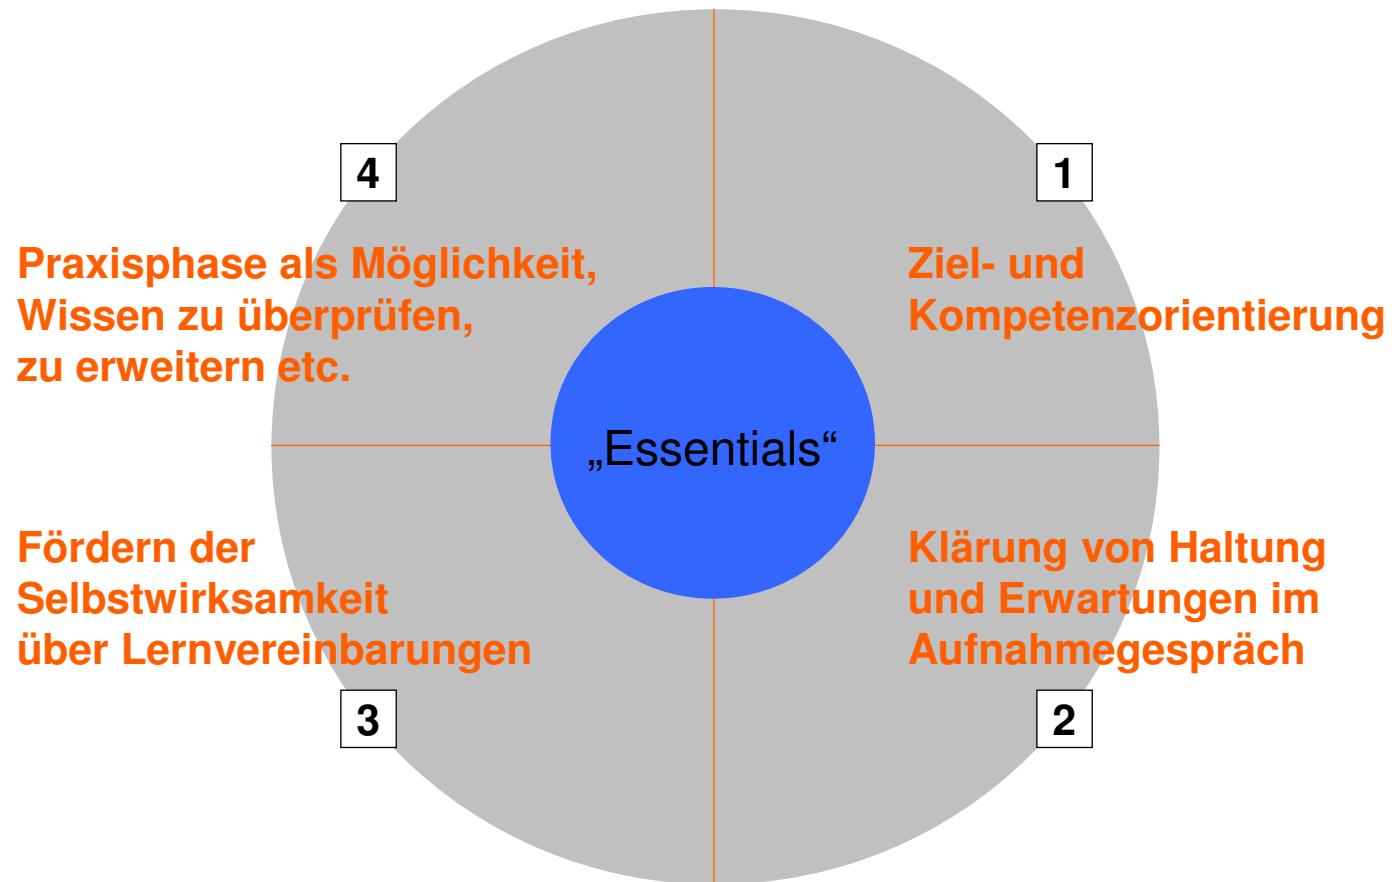 4
Praxisphase als Möglichkeit,
Wissen zu überprüfen,
zu erweitern etc.
1
Ziel- und
Kompetenzorientierung
„Essentials“
Fördern der
Selbstwirksamkeit
über Lernvereinbarungen
3
Klärung von Haltung
und Erwartungen im
Aufnahmegespräch
2